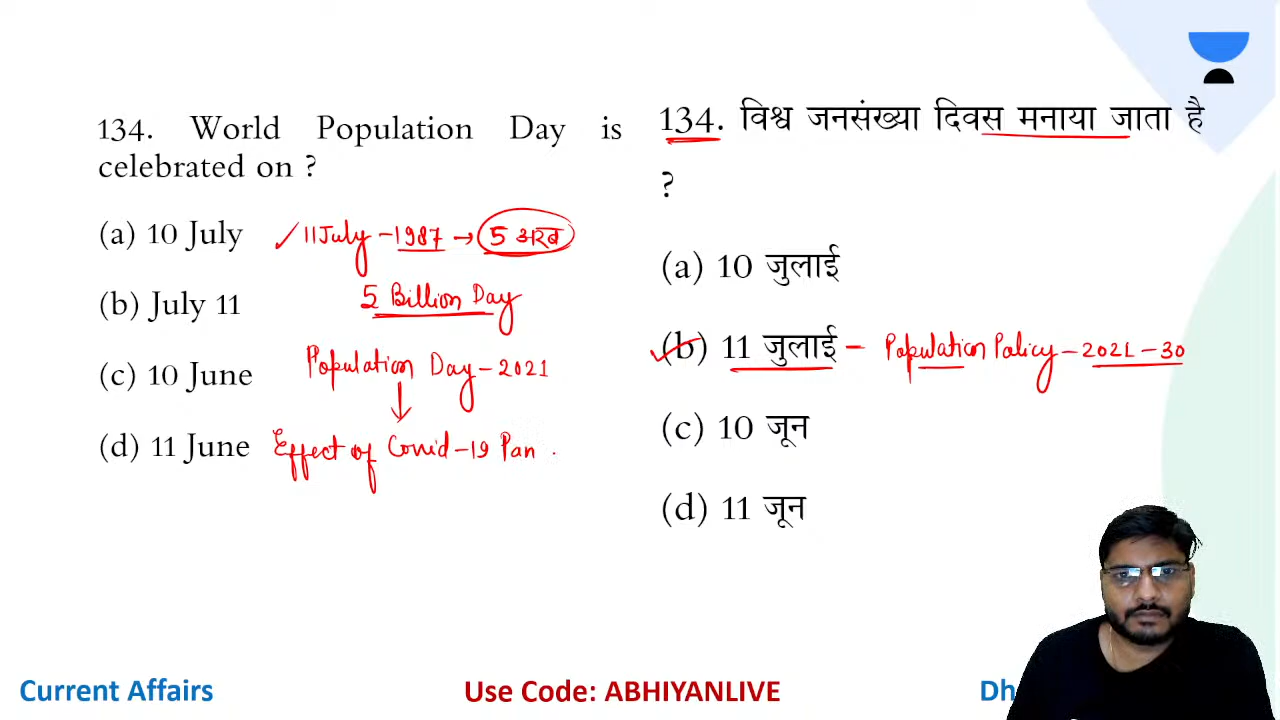 134. World Population Day is
celebrated on ?
(a) 10 July
✓ 11 July - 1987 → 5 अरब
(b) July 11
5 Billion Day
(c) 10 June
Population Day - 2021
↓
(d) 11 June
Effect of Covid-19 Pan .
134. विश्व जनसंख्या दिवस मनाया जाता है
?
(a) 10 जुलाई
(b) 11 जुलाई - Population Policy - 2021 - 30
(c) 10 जून
(d) 11 जून
Current Affairs
Use Code: ABHIYANLIVE
Dh